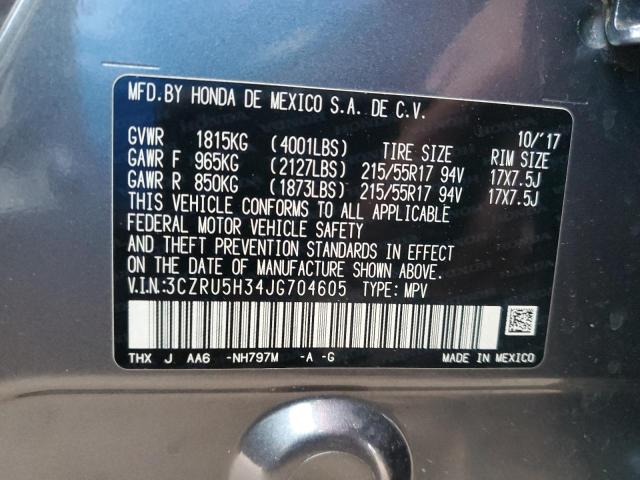 MFD.BY HONDA DE MEXICO S.A. DE C.V.
10/'17
GVWR 1815KG (4001LBS) TIRE SIZE RIM SIZE
GAWR F 965KG (2127LBS) 215/55R17 94V 17X7.5J
GAWR R 850KG (1873LBS) 215/55R17 94V 17X7.5J
THIS VEHICLE CONFORMS TO ALL APPLICABLE
FEDERAL MOTOR VEHICLE SAFETY
AND THEFT PREVENTION STANDARDS IN EFFECT
ON THE DATE OF MANUFACTURE SHOWN ABOVE.
V.I.N.:3CZRU5H34JG704605 TYPE: MPV
THX J AA6 -NH797M -A -G MADE IN MEXICO